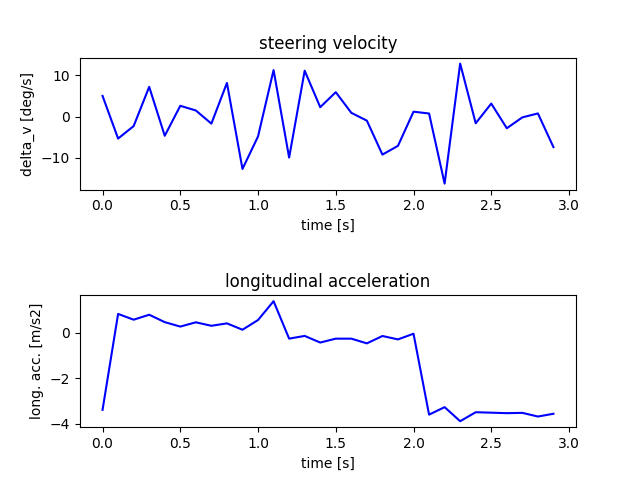 steering velocity
10
0
−10
delta_v [deg/s]
0.0 0.5 1.0 1.5 2.0 2.5 3.0
time [s]
longitudinal acceleration
0
−2
−4
long. acc. [m/s2]
0.0 0.5 1.0 1.5 2.0 2.5 3.0
time [s]